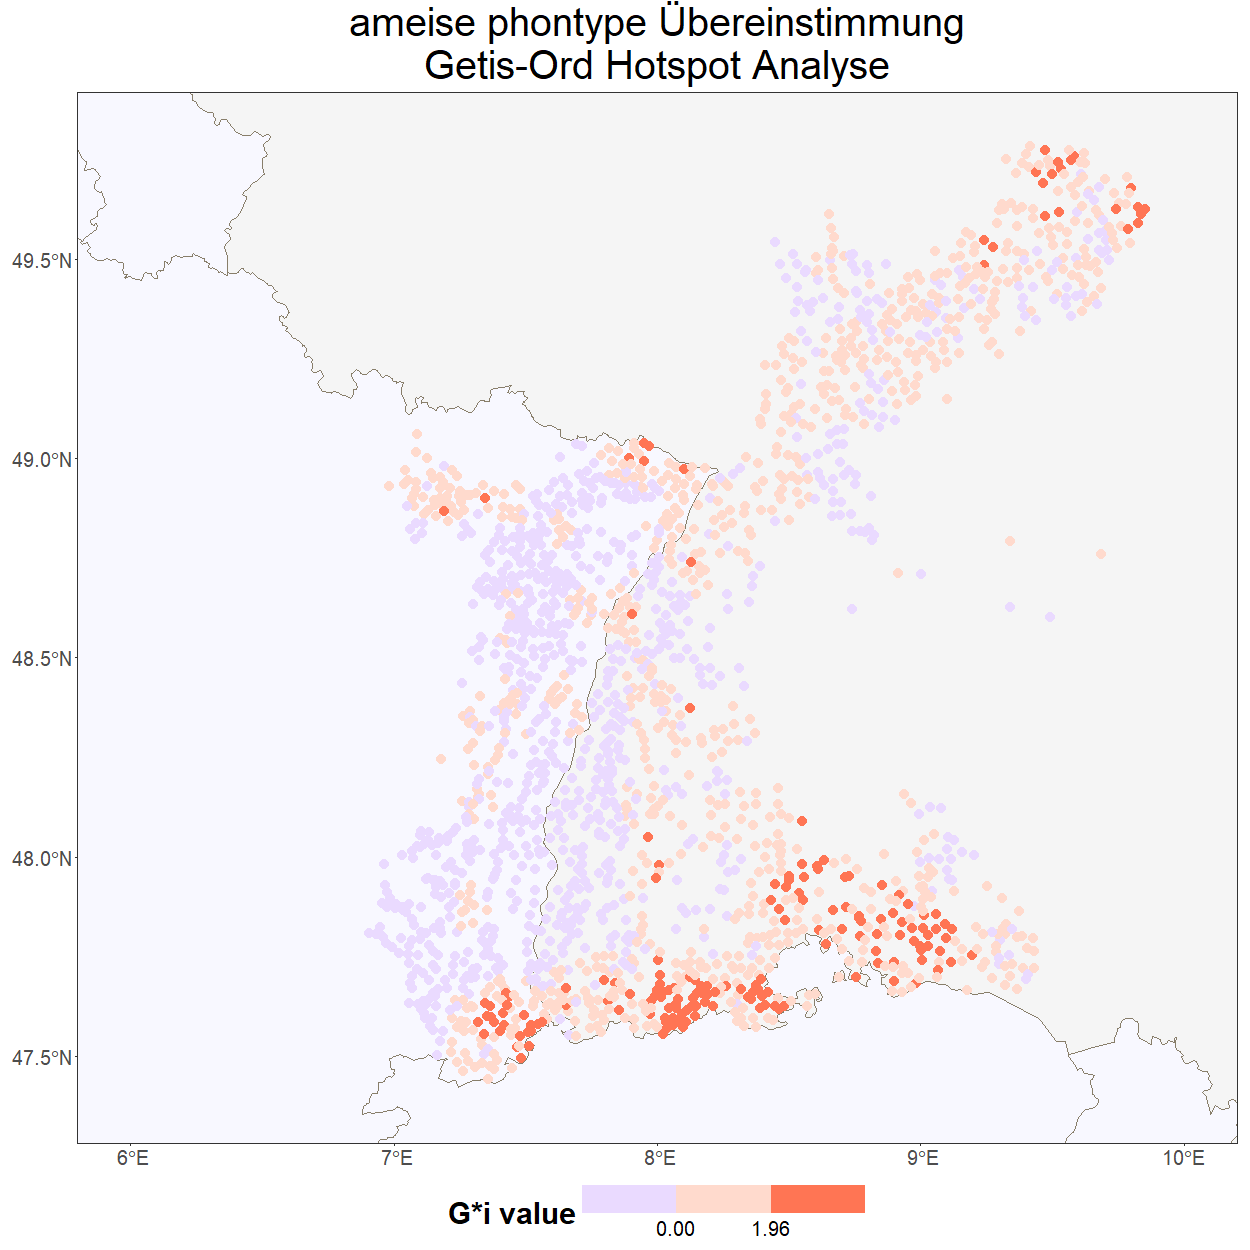 ameise phontype Übereinstimmung
Getis-Ord Hotspot Analyse
49.5°N
49.0°N
48.5°N
48.0°N
47.5°N
6°E 7°E 8°E 9°E 10°E
G*i value
0.00 1.96